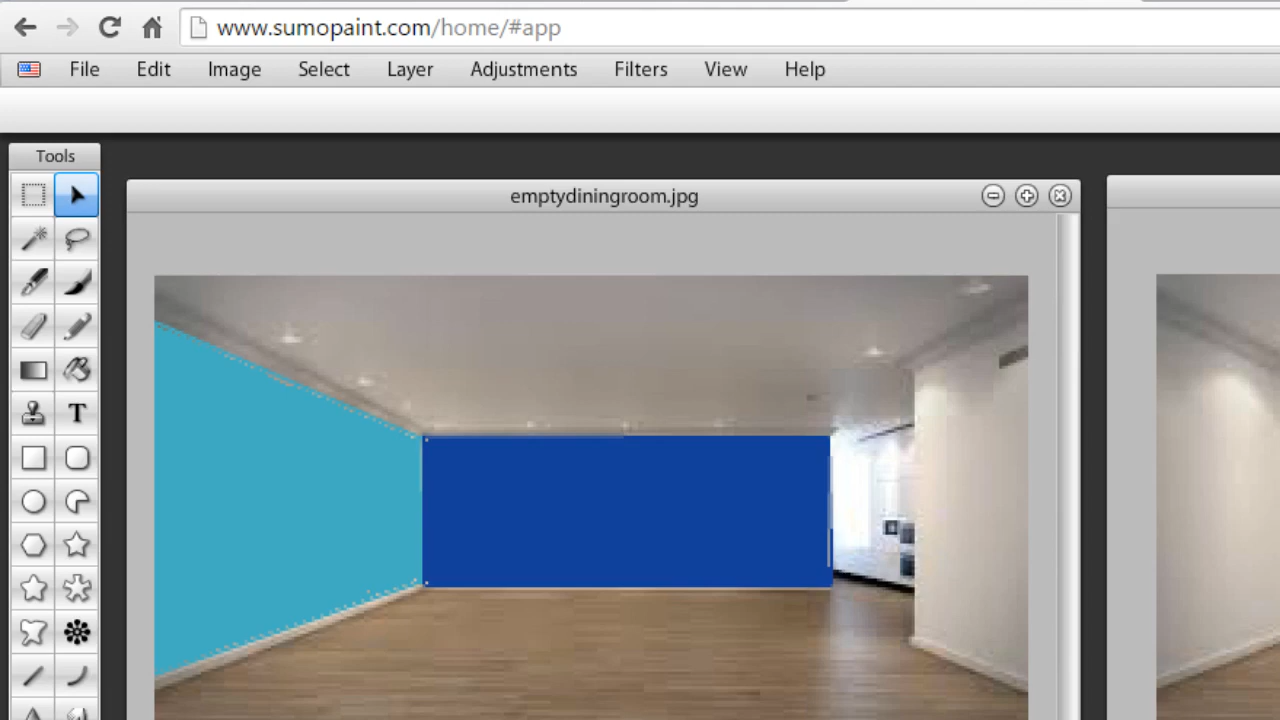 www.sumopaint.com/home/#app
File Edit Image Select Layer Adjustments Filters View Help
Tools
emptydiningroom.jpg
T